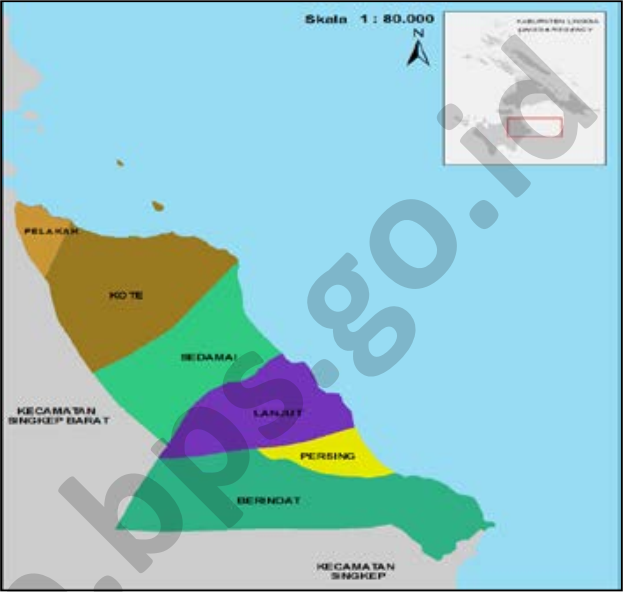 Skala 1 : 80.000
N
KABUPATEN LINGGA
LINGGA REGENCY
PELAKAK
KOTE
SEDAMAI
LANJUT
PERSING
BERINDAT
KECAMATAN
SINGKEP BARAT
KECAMATAN
SINGKEP
p.bps.go.id